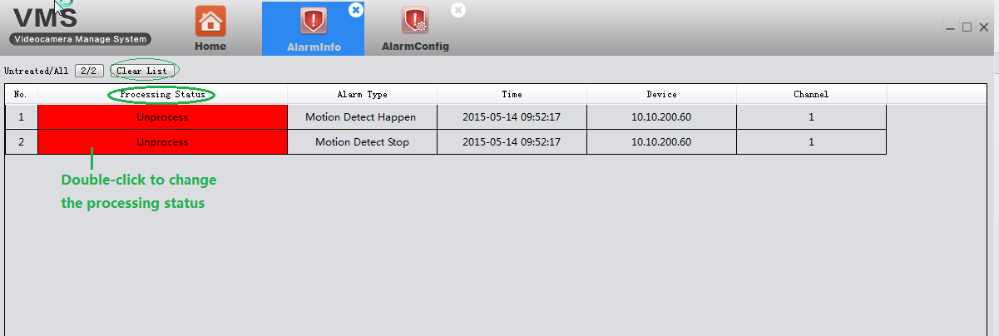 VMS
Videocamera Manage System
Home
AlarmInfo
AlarmConfig
Untreated/All 2/2 Clear List
No. Processing Status Alarm Type Time Device Channel
1 Unprocess Motion Detect Happen 2015-05-14 09:52:17 10.10.200.60 1
2 Unprocess Motion Detect Stop 2015-05-14 09:52:17 10.10.200.60 1
Double-click to change
the processing status